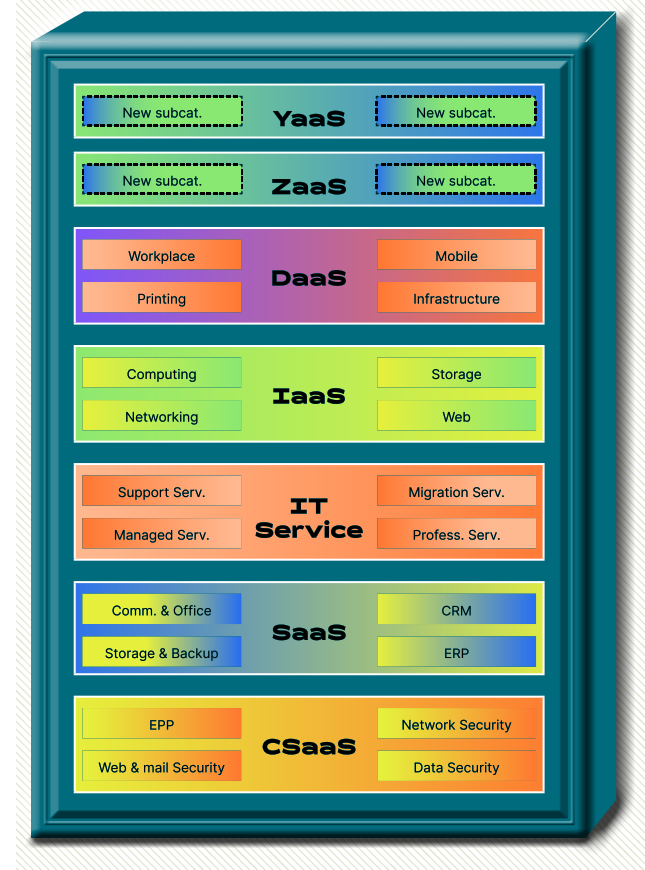 New subcat.
YaaS
New subcat.
New subcat.
ZaaS
New subcat.
Workplace
Mobile
DaaS
Printing
Infrastructure
Computing
Storage
IaaS
Networking
Web
Support Serv.
Migration Serv.
IT
Service
Managed Serv.
Profess. Serv.
Comm. & Office
CRM
SaaS
Storage & Backup
ERP
EPP
Network Security
CSaaS
Web & mail Security
Data Security